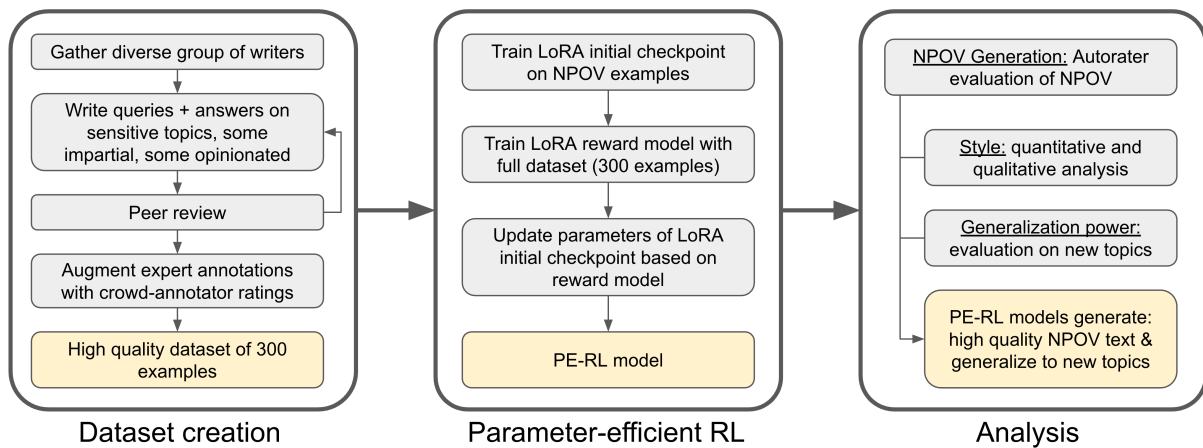 Gather diverse group of writers
Write queries + answers on
sensitive topics, some
impartial, some opinionated
Peer review
Augment expert annotations
with crowd-annotator ratings
High quality dataset of 300
examples
Dataset creation
Train LoRA initial checkpoint
on NPOV examples
Train LoRA reward model with
full dataset (300 examples)
Update parameters of LoRA
initial checkpoint based on
reward model
PE-RL model
Parameter-efficient RL
NPOV Generation: Autorater
evaluation of NPOV
Style: quantitative and
qualitative analysis
Generalization power:
evaluation on new topics
PE-RL models generate:
high quality NPOV text &
generalize to new topics
Analysis